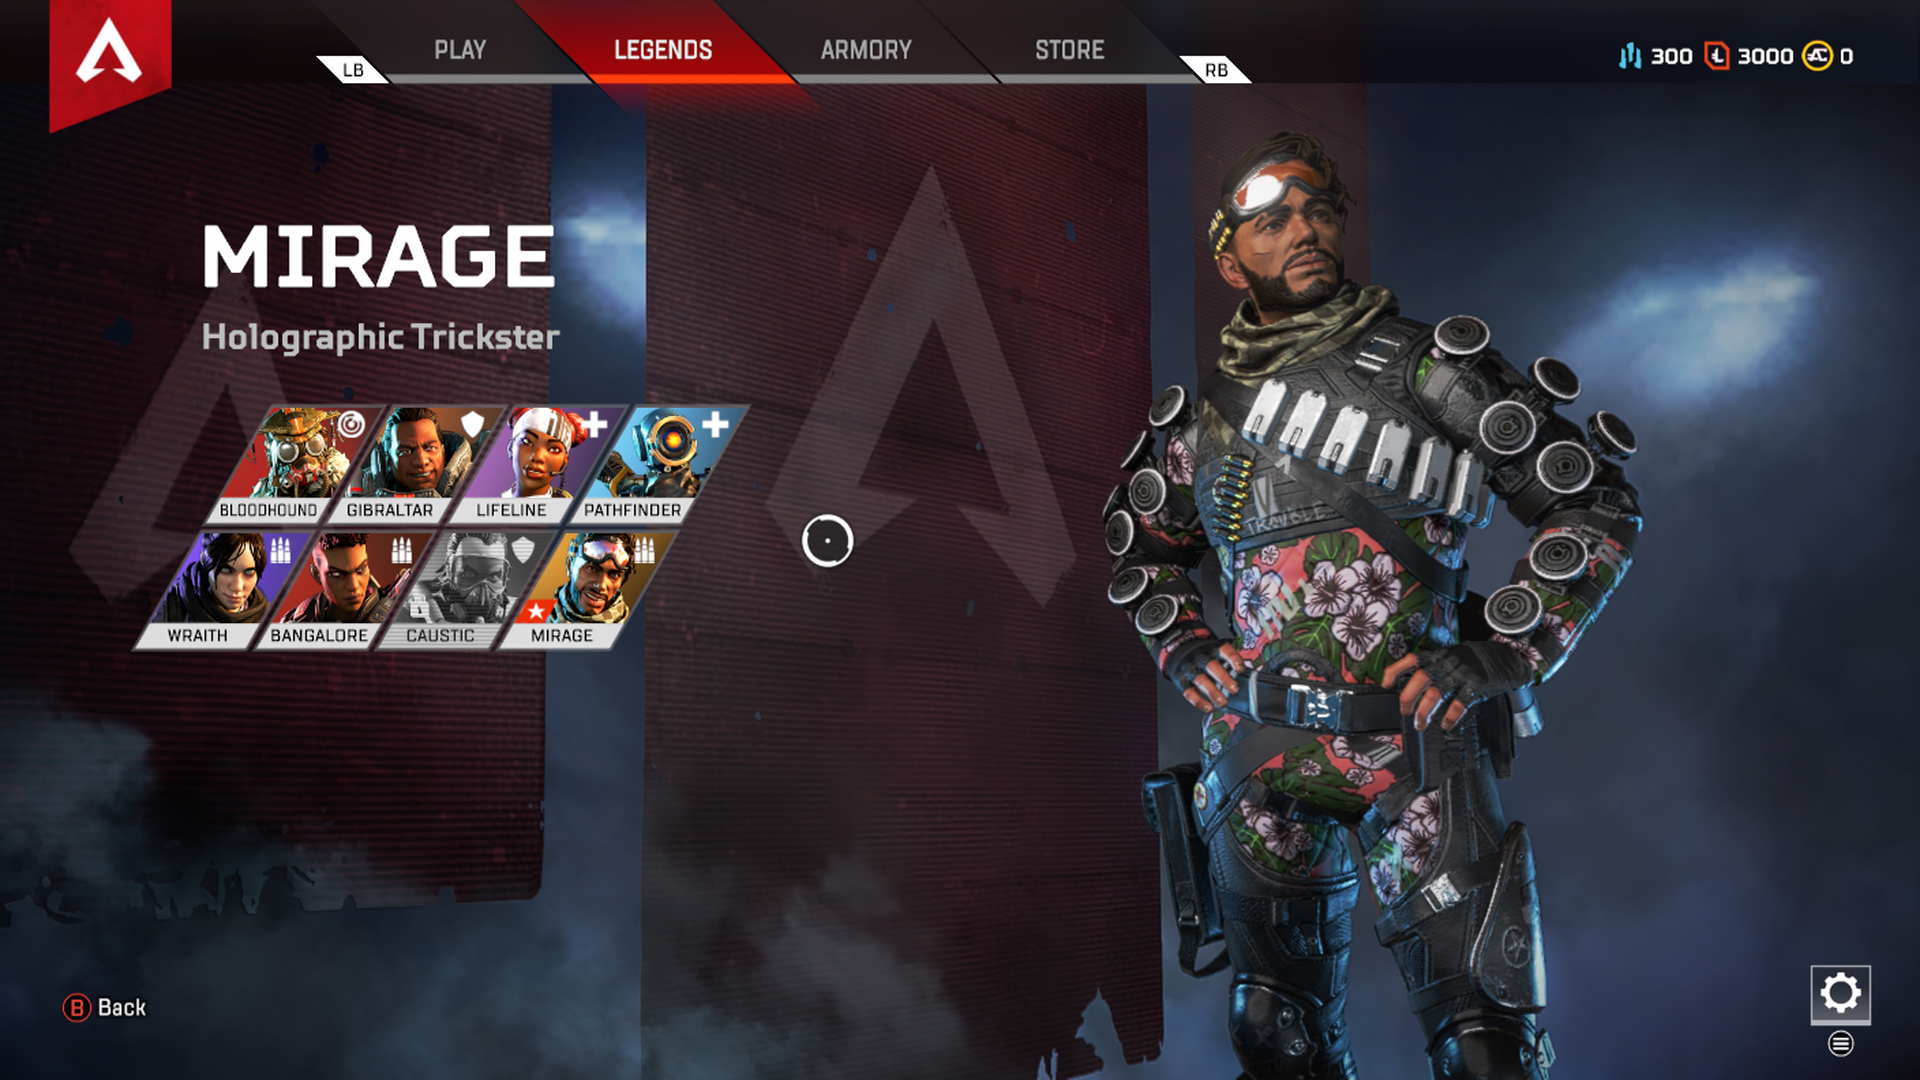 LB
PLAY
LEGENDS
ARMORY
STORE
RB
300
3000
0
MIRAGE
Holographic Trickster
BLOODHOUND
GIBRALTAR
LIFELINE
PATHFINDER
WRAITH
BANGALORE
CAUSTIC
MIRAGE
TRAUBLE
B Back